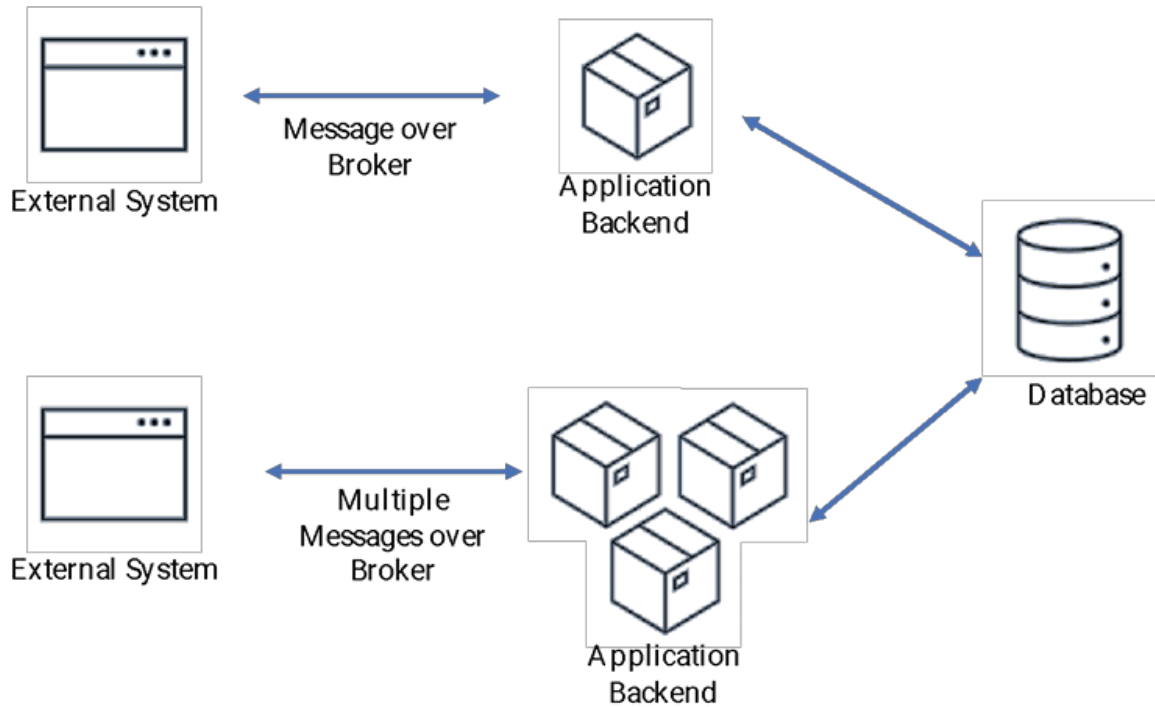 Message over
Broker
External System
Application
Backend
Database
Multiple
Messages over
Broker
External System
Application
Backend